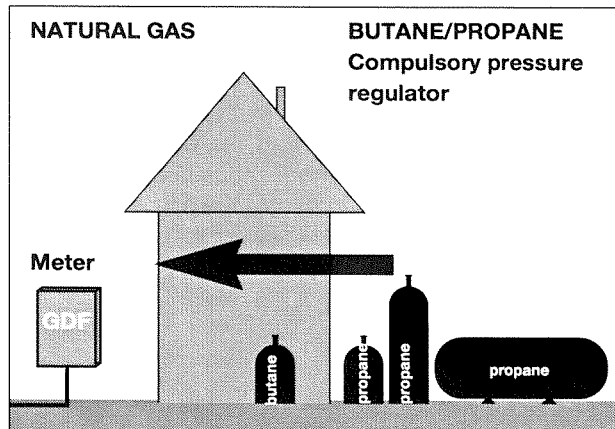 NATURAL GAS
BUTANE/PROPANE
Compulsory pressure
regulator
Meter
GDF
butane
propane
propane
propane